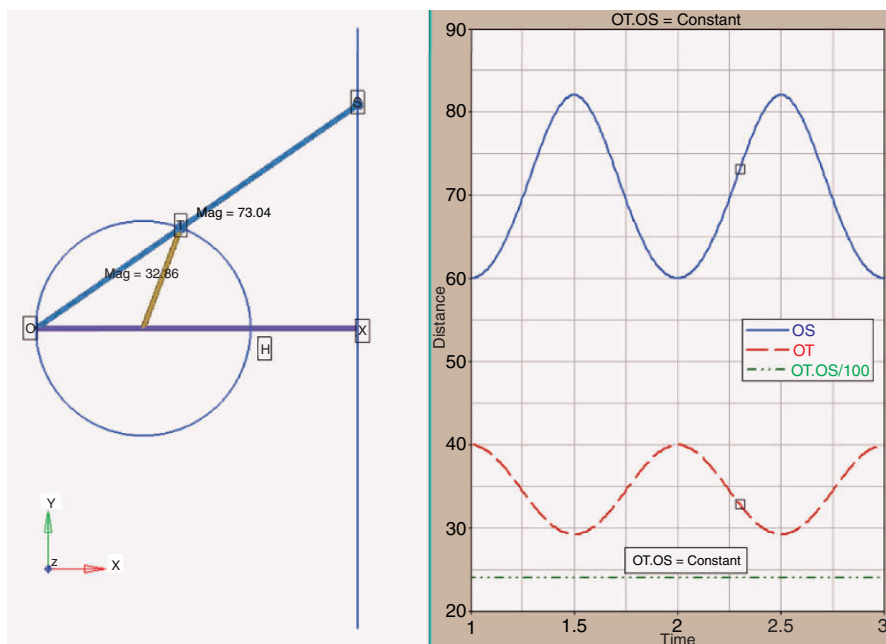 S
Mag = 73.04
T
Mag = 32.86
O
X
H
Y
Z
X
OT.OS = Constant
90
80
70
60
50
40
30
20
Distance
OS
OT
OT.OS/100
OT.OS = Constant
1
1.5
2
2.5
3
Time